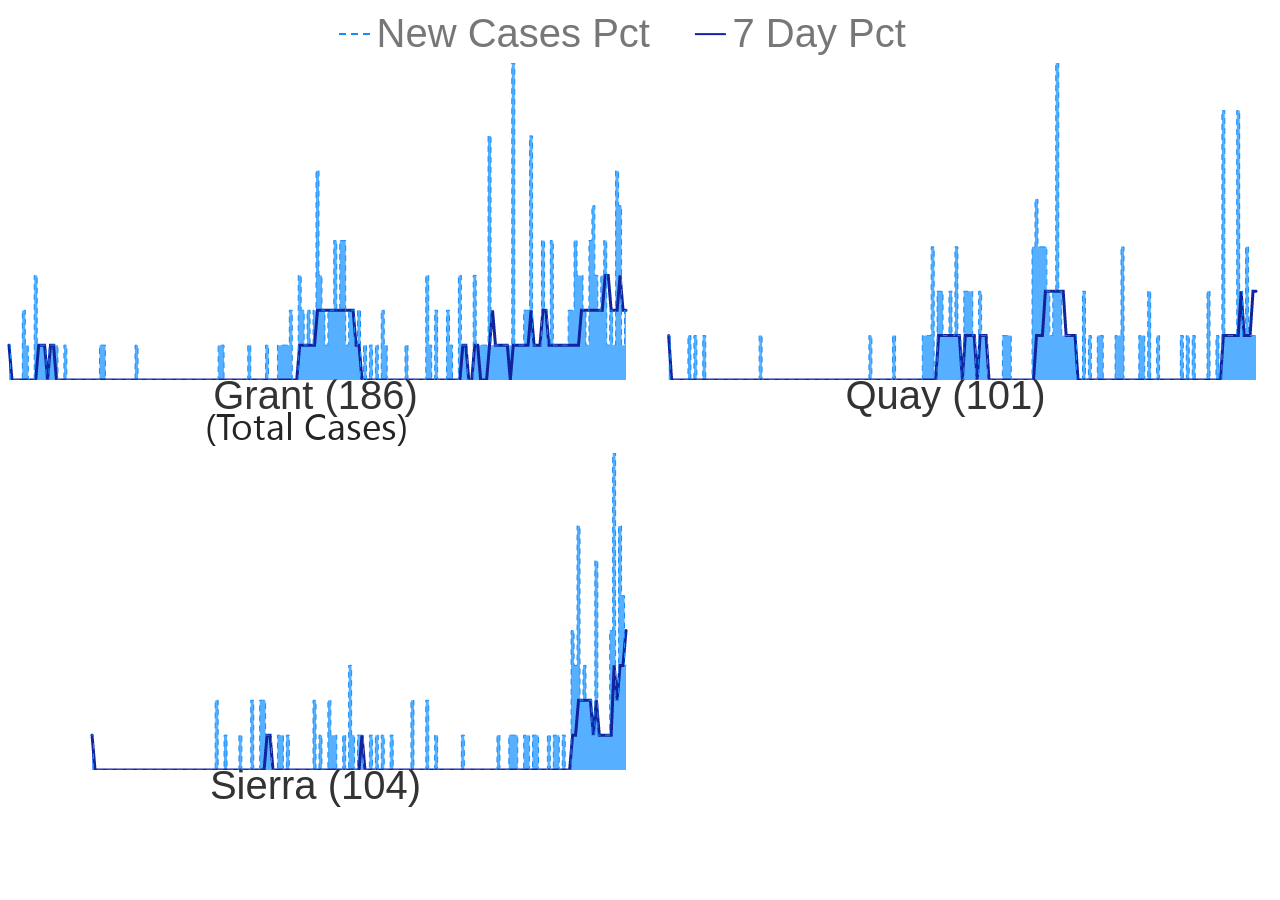 New Cases Pct 7 Day Pct
Grant (186) Quay (101)
(Total Cases)
Sierra (104)